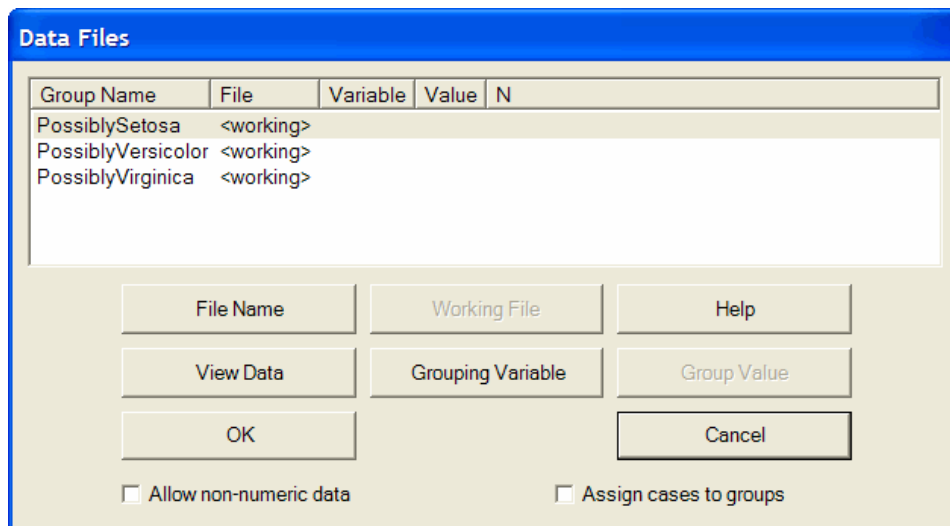 Data Files
Group Name File Variable Value N
PossiblySetosa <working>
PossiblyVersicolor <working>
PossiblyVirginica <working>
File Name Working File Help
View Data Grouping Variable Group Value
OK Cancel
Allow non-numeric data Assign cases to groups